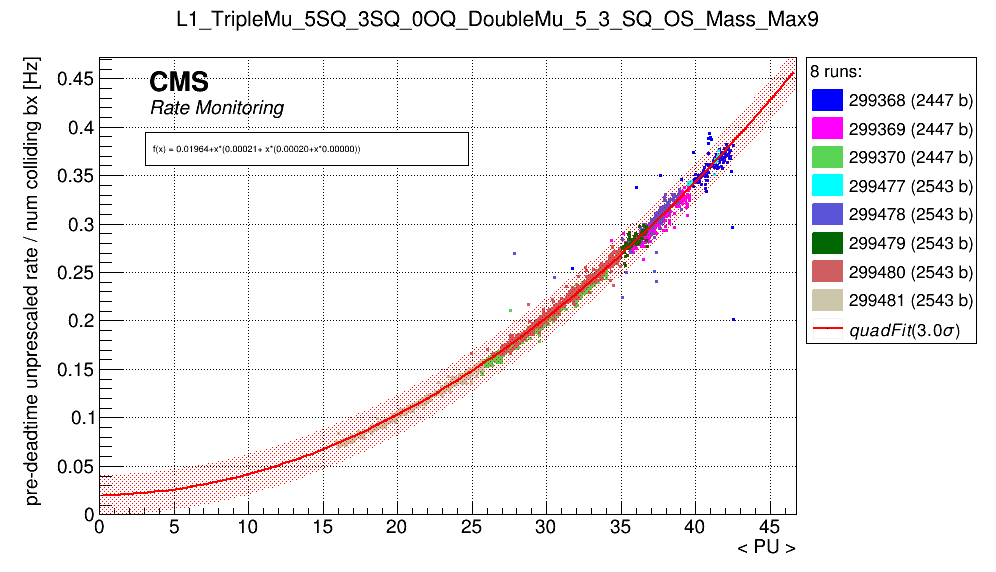 L1_TripleMu_5SQ_3SQ_0OQ_DoubleMu_5_3_SQ_OS_Mass_Max9
pre-deadtime unprescaled rate / num colliding bx [Hz]
CMS
Rate Monitoring
f(x) = 0.01964+x*(0.00021+ x*(0.00020+x*0.00000))
0.45
0.4
0.35
0.3
0.25
0.2
0.15
0.1
0.05
0
0 5 10 15 20 25 30 35 40 45
< PU >
8 runs:
299368 (2447 b)
299369 (2447 b)
299370 (2447 b)
299477 (2543 b)
299478 (2543 b)
299479 (2543 b)
299480 (2543 b)
299481 (2543 b)
quadFit(3.0σ)